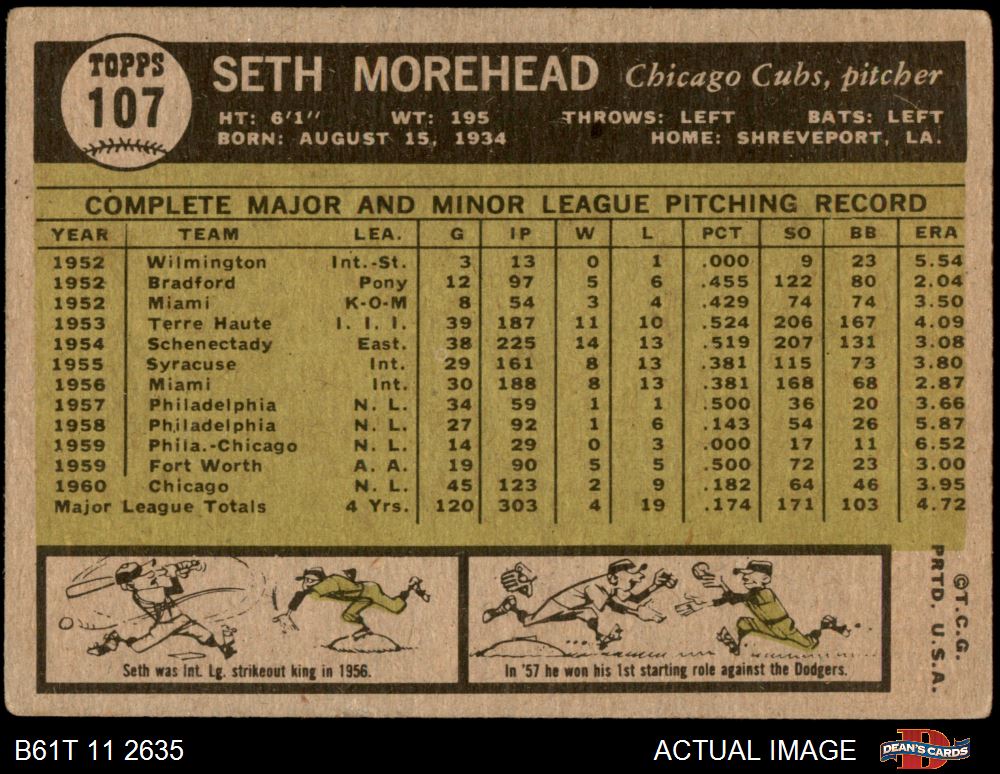 TOPPS
107
SETH MOREHEAD Chicago Cubs, pitcher
HT: 6'1" WT: 195 THROWS: LEFT BATS: LEFT
BORN: AUGUST 15, 1934 HOME: SHREVEPORT, LA.
COMPLETE MAJOR AND MINOR LEAGUE PITCHING RECORD
YEAR TEAM LEA. G IP W L PCT SO BB ERA
1952 Wilmington Int.-St. 3 13 0 1 .000 9 23 5.54
1952 Bradford Pony 12 97 5 6 .455 122 80 2.04
1952 Miami K-O-M 8 54 3 4 .429 74 74 3.50
1953 Terre Haute I. I. I. 39 187 11 10 .524 206 167 4.09
1954 Schenectady East. 38 225 14 13 .519 207 131 3.08
1955 Syracuse Int. 29 161 8 13 .381 115 73 3.80
1956 Miami Int. 30 188 8 13 .381 168 68 2.87
1957 Philadelphia N. L. 34 59 1 1 .500 36 20 3.66
1958 Philadelphia N. L. 27 92 1 6 .143 54 26 5.87
1959 Phila.-Chicago N. L. 14 29 0 3 .000 17 11 6.52
1959 Fort Worth A. A. 19 90 5 5 .500 72 23 3.00
1960 Chicago N. L. 45 123 2 9 .182 64 46 3.95
Major League Totals 4 Yrs. 120 303 4 19 .174 171 103 4.72
Seth was Int. Lg. strikeout king in 1956.
In '57 he won his 1st starting role against the Dodgers.
©T.C.G.
PRTD. U.S.A.
B61T 11 2635 ACTUAL IMAGE
DEAN'S CARDS